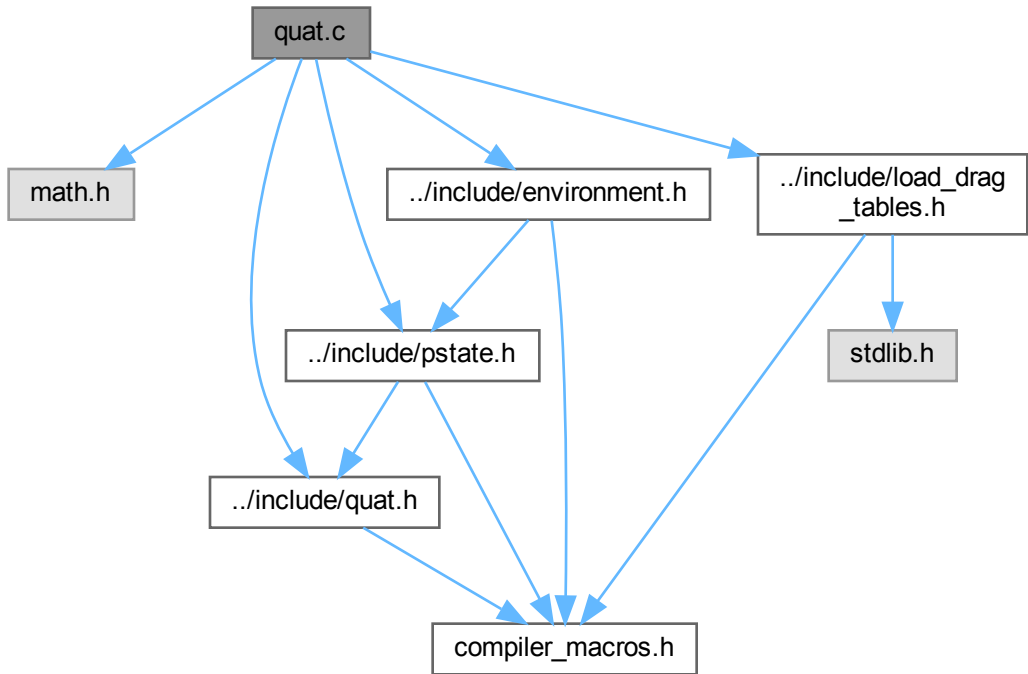 quat.c
math.h
../include/environment.h
../include/load_drag
_tables.h
../include/pstate.h
stdlib.h
../include/quat.h
compiler_macros.h